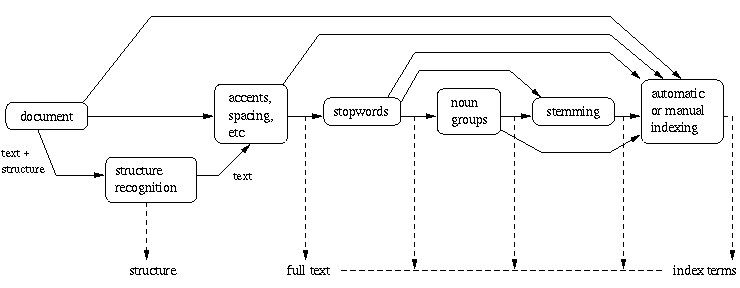 document
text +
structure
structure
recognition
text
accents,
spacing,
etc
stopwords
noun
groups
stemming
automatic
or manual
indexing
structure
full text
index terms